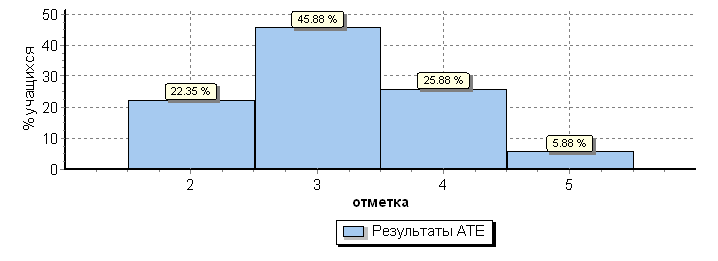 50
45.88 %
40
30
25.88 %
22.35 %
20
10
5.88 %
0
% учащихся
2 3 4 5
отметка
Результаты АТЕ